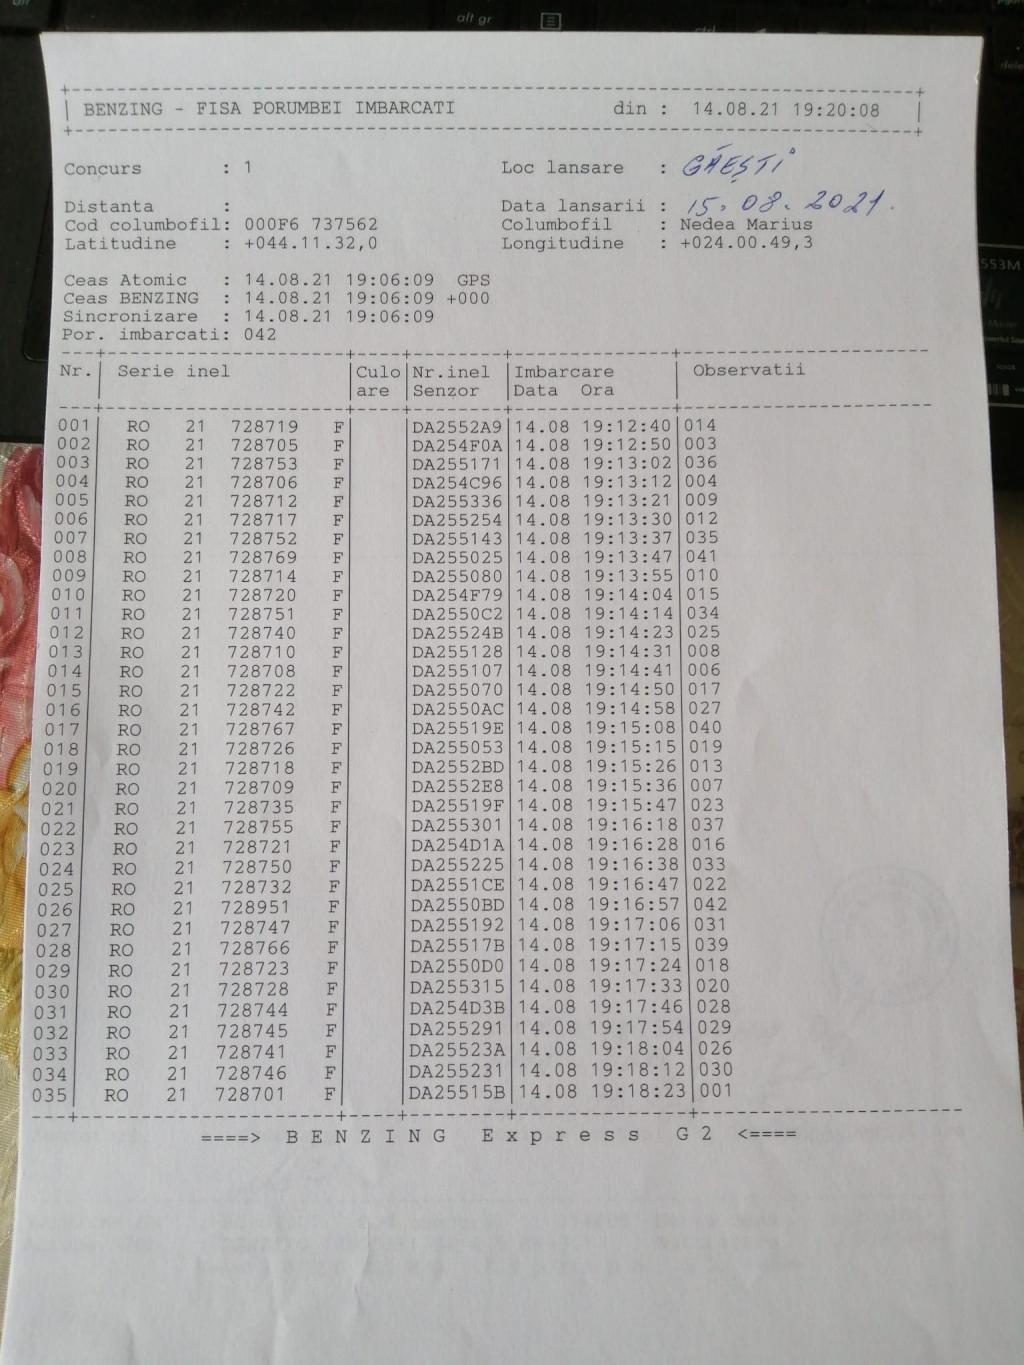 BENZING - FISA PORUMBEI IMBARCATI din : 14.08.21 19:20:08
Concurs : 1 Loc lansare : GĂEȘTI
Distanta : Data lansarii : 15.08.2021.
Cod columbofil: 000F6 737562 Columbofil : Nedea Marius
Latitudine : +044.11.32,0 Longitudine : +024.00.49,3
Ceas Atomic : 14.08.21 19:06:09 GPS
Ceas BENZING : 14.08.21 19:06:09 +000
Sincronizare : 14.08.21 19:06:09
Por. imbarcati: 042
Nr. Serie inel Culo Nr.inel Imbarcare Observatii
are Senzor Data Ora
001 RO 21 728719 F DA2552A9 14.08 19:12:40 014
002 RO 21 728705 F DA254F0A 14.08 19:12:50 003
003 RO 21 728753 F DA255171 14.08 19:13:02 036
004 RO 21 728706 F DA254C96 14.08 19:13:12 004
005 RO 21 728712 F DA255336 14.08 19:13:21 009
006 RO 21 728717 F DA255254 14.08 19:13:30 012
007 RO 21 728752 F DA255143 14.08 19:13:37 035
008 RO 21 728769 F DA255025 14.08 19:13:47 041
009 RO 21 728714 F DA255080 14.08 19:13:55 010
010 RO 21 728720 F DA254F79 14.08 19:14:04 015
011 RO 21 728751 F DA2550C2 14.08 19:14:14 034
012 RO 21 728740 F DA25524B 14.08 19:14:23 025
013 RO 21 728710 F DA255128 14.08 19:14:31 008
014 RO 21 728708 F DA255107 14.08 19:14:41 006
015 RO 21 728722 F DA255070 14.08 19:14:50 017
016 RO 21 728742 F DA2550AC 14.08 19:14:58 027
017 RO 21 728767 F DA25519E 14.08 19:15:08 040
018 RO 21 728726 F DA255053 14.08 19:15:15 019
019 RO 21 728718 F DA2552BD 14.08 19:15:26 013
020 RO 21 728709 F DA2552E8 14.08 19:15:36 007
021 RO 21 728735 F DA25519F 14.08 19:15:47 023
022 RO 21 728755 F DA255301 14.08 19:16:18 037
023 RO 21 728721 F DA254D1A 14.08 19:16:28 016
024 RO 21 728750 F DA255225 14.08 19:16:38 033
025 RO 21 728732 F DA2551CE 14.08 19:16:47 022
026 RO 21 728951 F DA2550BD 14.08 19:16:57 042
027 RO 21 728747 F DA255192 14.08 19:17:06 031
028 RO 21 728766 F DA25517B 14.08 19:17:15 039
029 RO 21 728723 F DA2550D0 14.08 19:17:24 018
030 RO 21 728728 F DA255315 14.08 19:17:33 020
031 RO 21 728744 F DA254D3B 14.08 19:17:46 028
032 RO 21 728745 F DA255291 14.08 19:17:54 029
033 RO 21 728741 F DA25523A 14.08 19:18:04 026
034 RO 21 728746 F DA255231 14.08 19:18:12 030
035 RO 21 728701 F DA25515B 14.08 19:18:23 001
====> BENZING Express G2 <====
alt gr
553M